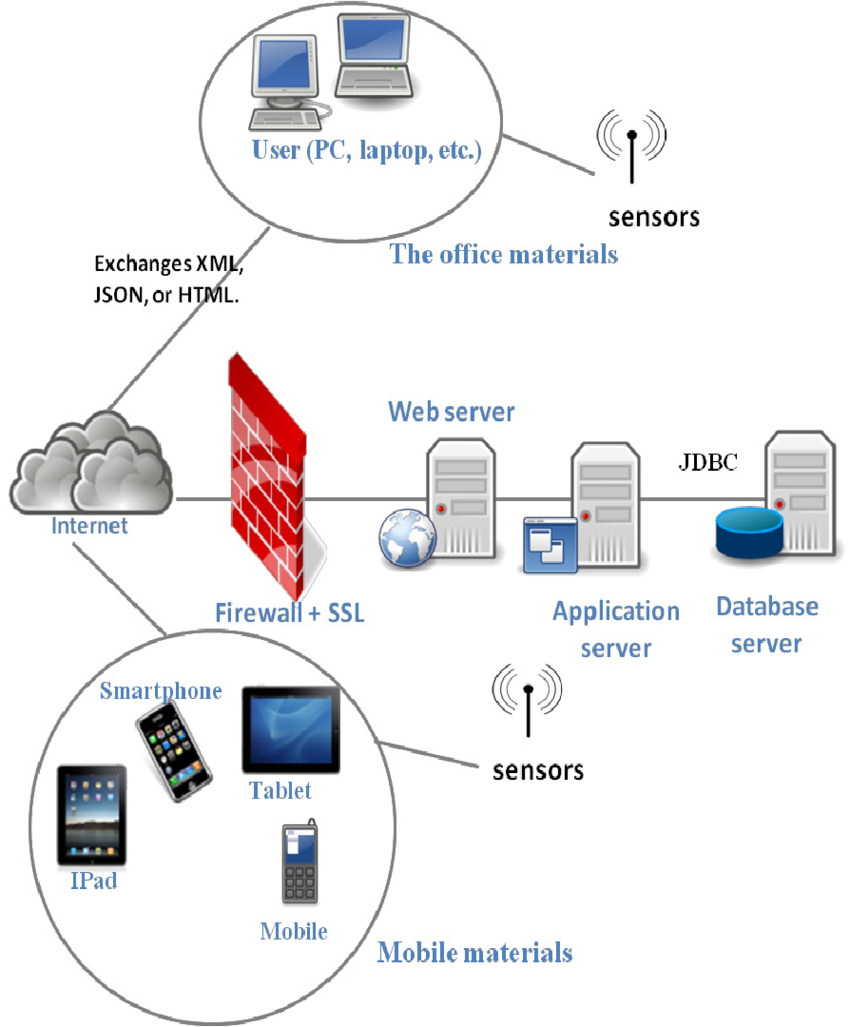 User (PC, laptop, etc.)
sensors
The office materials
Exchanges XML,
JSON, or HTML.
Web server
JDBC
Internet
Firewall + SSL
Application
server
Database
server
Smartphone
Tablet
sensors
IPad
Mobile
Mobile materials